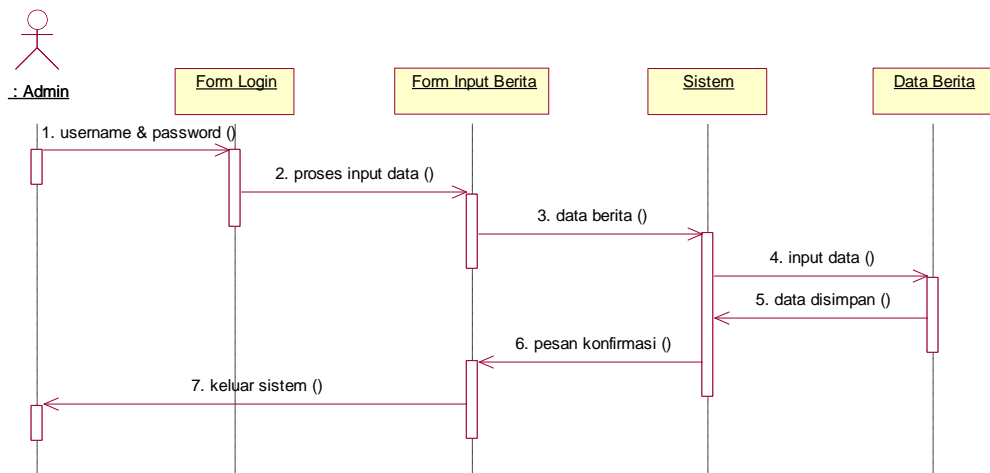 : Admin
Form Login
Form Input Berita
Sistem
Data Berita
1. username & password ()
2. proses input data ()
3. data berita ()
4. input data ()
5. data disimpan ()
6. pesan konfirmasi ()
7. keluar sistem ()